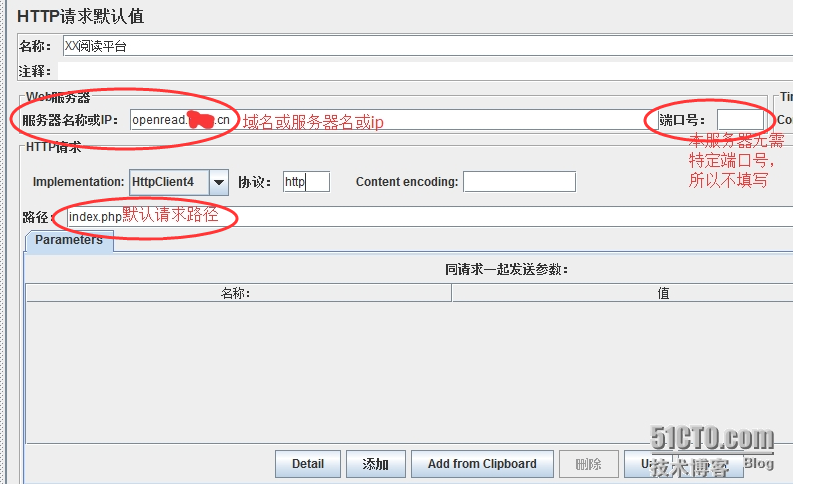 HTTP请求默认值
名称： XX阅读平台
注释：
Web服务器
服务器名称或IP： openread. .cn 域名或服务器名或ip 端口号：
本服务器无需
特定端口号，
所以不填写
HTTP请求
Implementation: HttpClient4 协议： http Content encoding:
路径： index.php 默认请求路径
Parameters
同请求一起发送参数：
名称： 值
Detail 添加 Add from Clipboard 删除
51CTO.com
技术博客 Blog